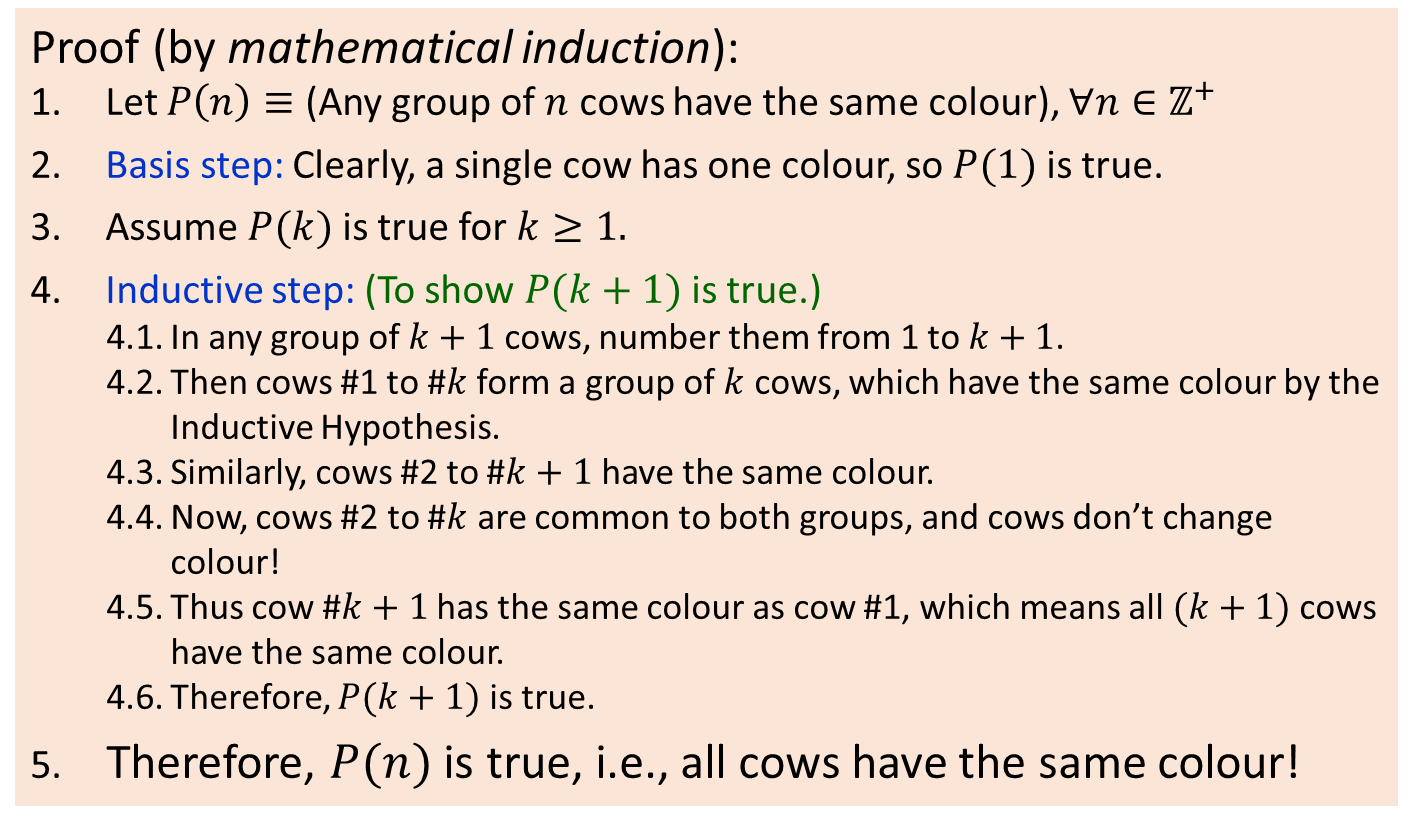 Proof (by mathematical induction):
1. Let P(n) ≡ (Any group of n cows have the same colour), ∀n ∈ ℤ⁺
2. Basis step: Clearly, a single cow has one colour, so P(1) is true.
3. Assume P(k) is true for k ≥ 1.
4. Inductive step: (To show P(k + 1) is true.)
4.1. In any group of k + 1 cows, number them from 1 to k + 1.
4.2. Then cows #1 to #k form a group of k cows, which have the same colour by the
Inductive Hypothesis.
4.3. Similarly, cows #2 to #k + 1 have the same colour.
4.4. Now, cows #2 to #k are common to both groups, and cows don’t change
colour!
4.5. Thus cow #k + 1 has the same colour as cow #1, which means all (k + 1) cows
have the same colour.
4.6. Therefore, P(k + 1) is true.
5. Therefore, P(n) is true, i.e., all cows have the same colour!